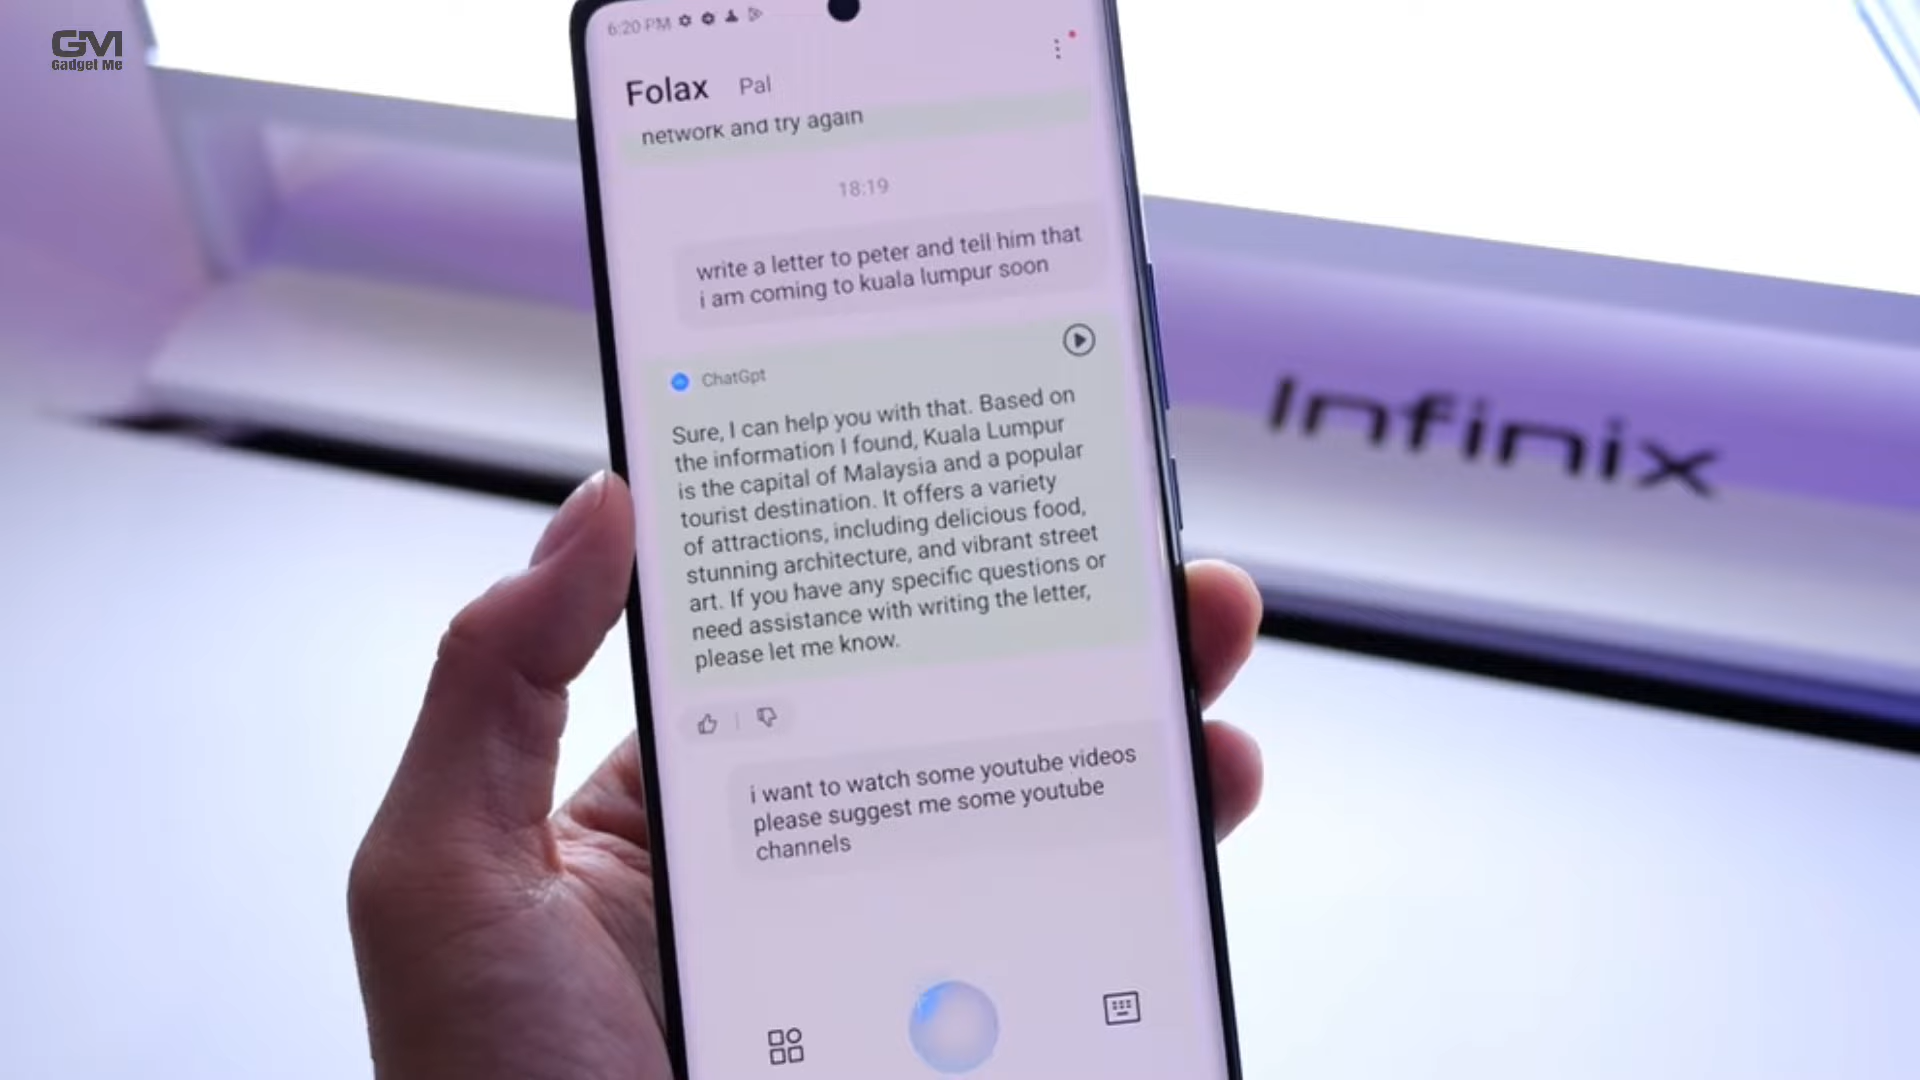 GM
Gadget Me
6:20 PM
Folax Pal
network and try again
18:19
write a letter to peter and tell him that
i am coming to kuala lumpur soon
ChatGpt
Sure, I can help you with that. Based on
the information I found, Kuala Lumpur
is the capital of Malaysia and a popular
tourist destination. It offers a variety
of attractions, including delicious food,
stunning architecture, and vibrant street
art. If you have any specific questions or
need assistance with writing the letter,
please let me know.
i want to watch some youtube videos
please suggest me some youtube
channels
Infinix